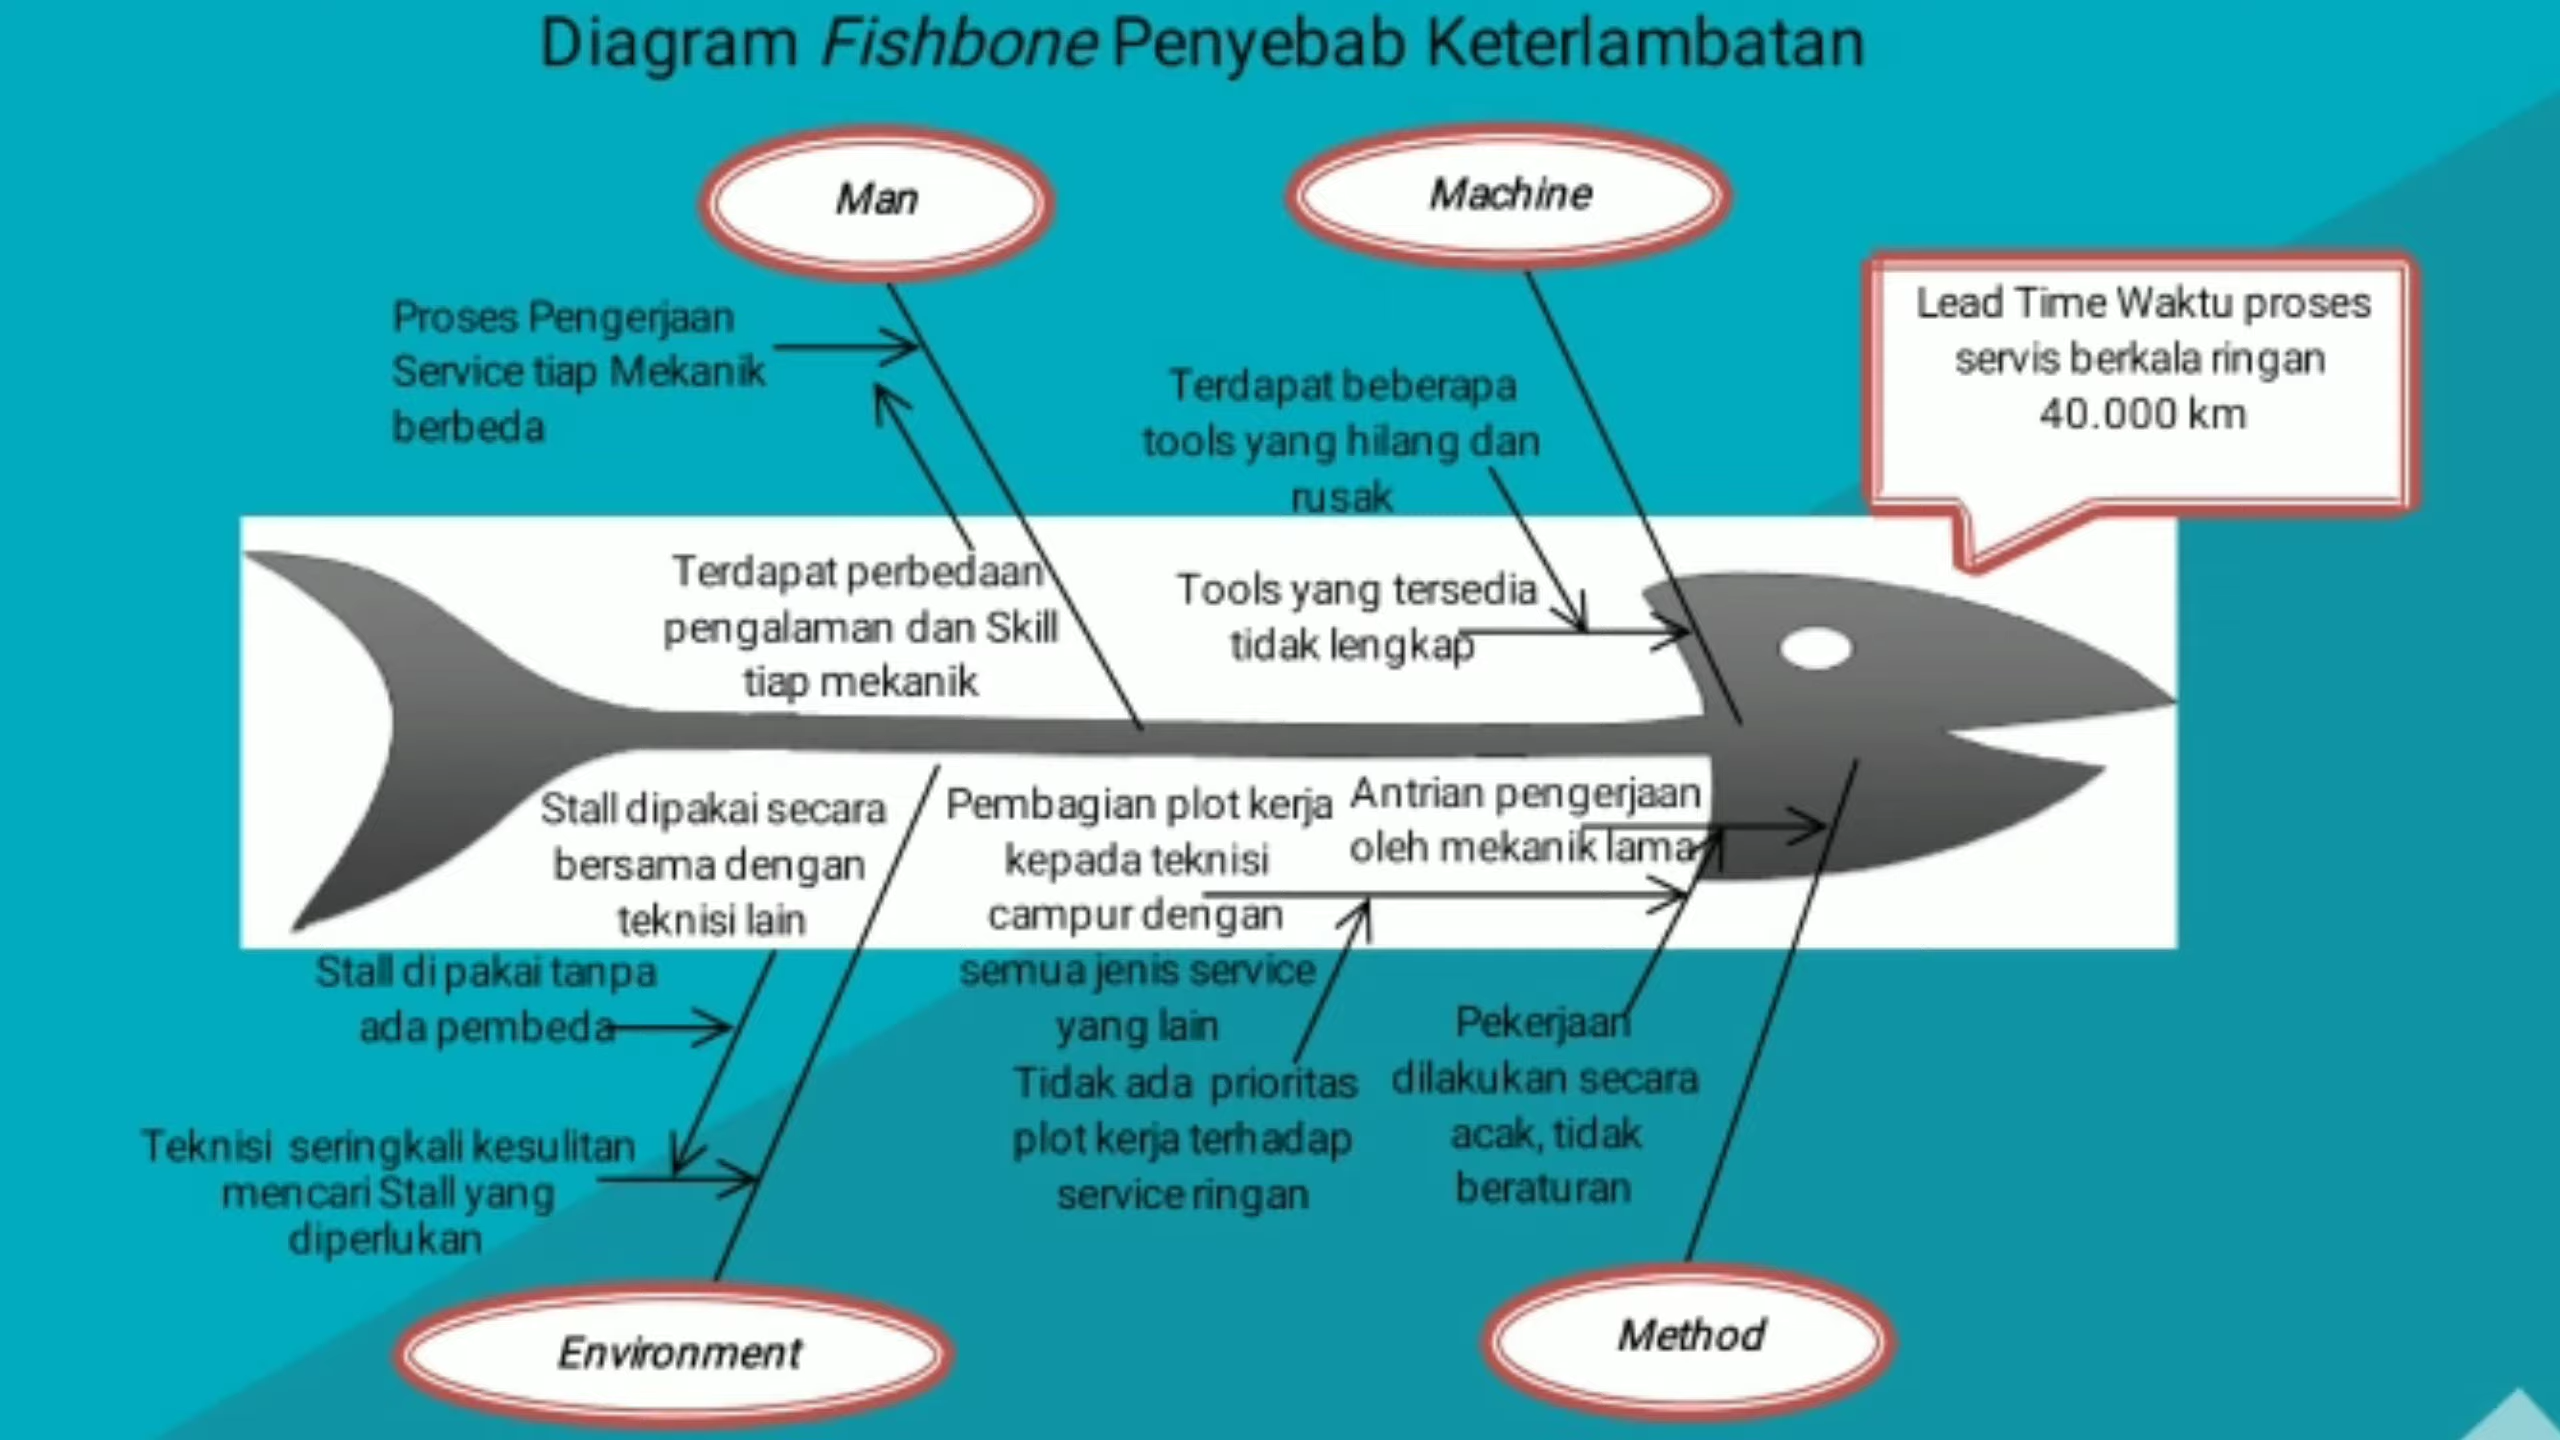 Diagram Fishbone Penyebab Keterlambatan
Man
Machine
Proses Pengerjaan
Service tiap Mekanik
berbeda
Terdapat beberapa
tools yang hilang dan
rusak
Lead Time Waktu proses
servis berkala ringan
40.000 km
Terdapat perbedaan
pengalaman dan Skill
tiap mekanik
Tools yang tersedia
tidak lengkap
Stall dipakai secara
bersama dengan
teknisi lain
Pembagian plot kerja
kepada teknisi
campur dengan
semua jenis service
yang lain
Antrian pengerjaan
oleh mekanik lama
Stall di pakai tanpa
ada pembeda
Teknisi seringkali kesulitan
mencari Stall yang
diperlukan
Tidak ada prioritas
plot kerja terhadap
service ringan
Pekerjaan
dilakukan secara
acak, tidak
beraturan
Environment
Method